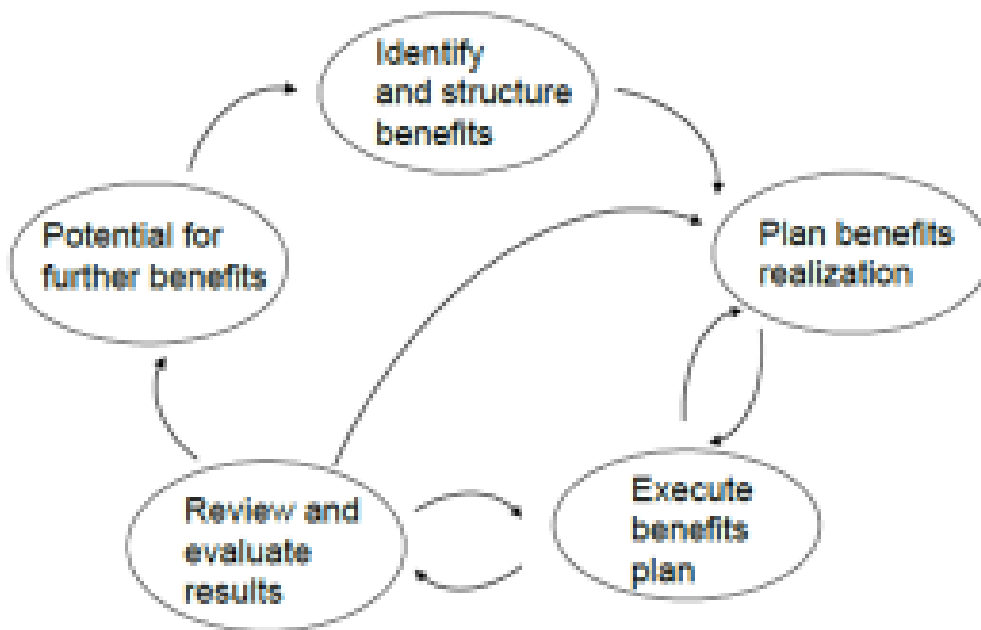 Identify
and structure
benefits
Plan benefits
realization
Execute
benefits
plan
Review and
evaluate
results
Potential for
further benefits